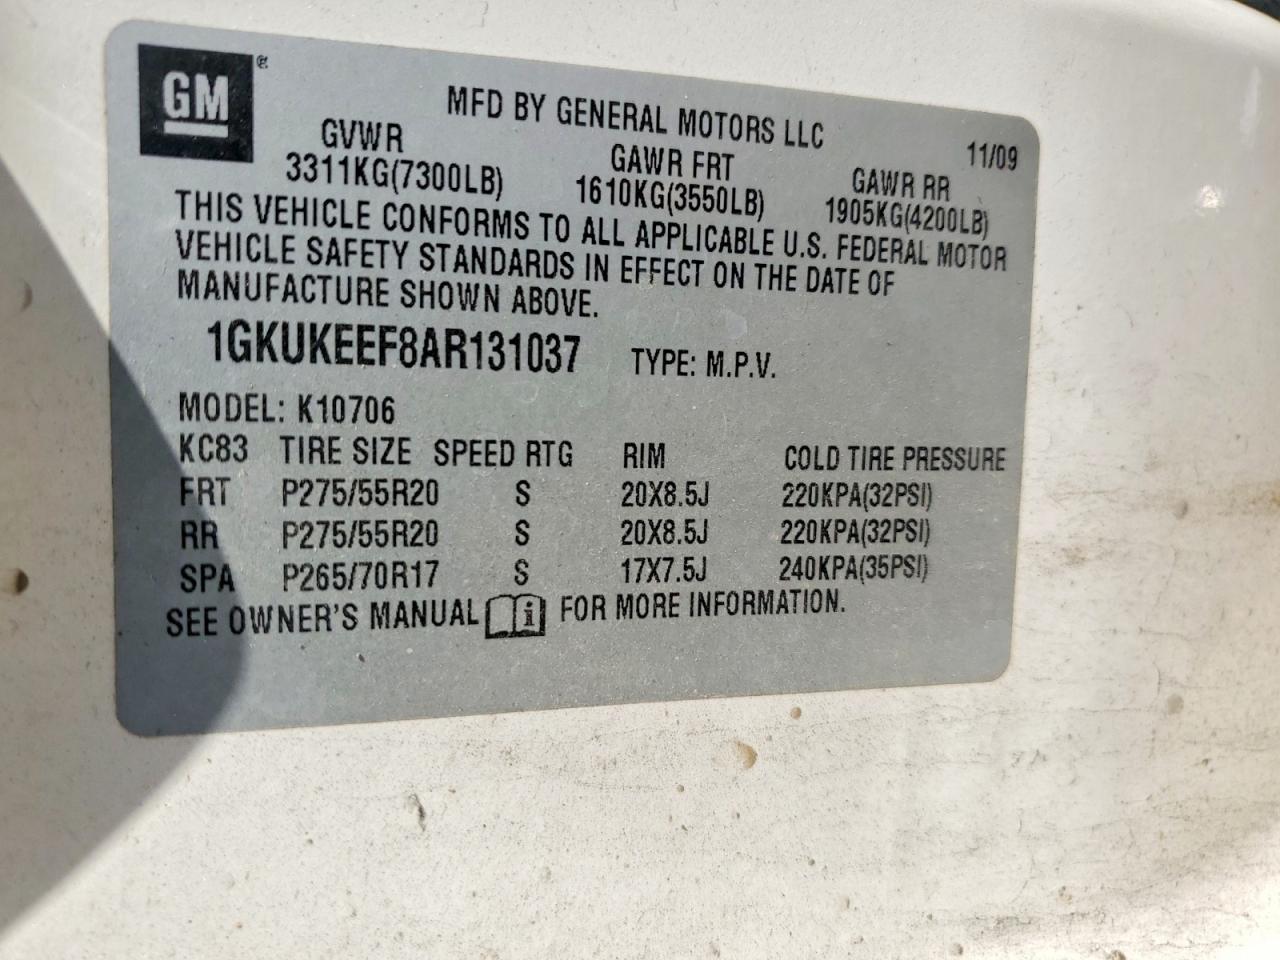 GM®
MFD BY GENERAL MOTORS LLC
11/09
GVWR GAWR FRT GAWR RR
3311KG(7300LB) 1610KG(3550LB) 1905KG(4200LB)
THIS VEHICLE CONFORMS TO ALL APPLICABLE U.S. FEDERAL MOTOR
VEHICLE SAFETY STANDARDS IN EFFECT ON THE DATE OF
MANUFACTURE SHOWN ABOVE.
1GKUKEEF8AR131037 TYPE: M.P.V.
MODEL: K10706
KC83 TIRE SIZE SPEED RTG RIM COLD TIRE PRESSURE
FRT P275/55R20 S 20X8.5J 220KPA(32PSI)
RR P275/55R20 S 20X8.5J 220KPA(32PSI)
SPA P265/70R17 S 17X7.5J 240KPA(35PSI)
SEE OWNER'S MANUAL i FOR MORE INFORMATION.